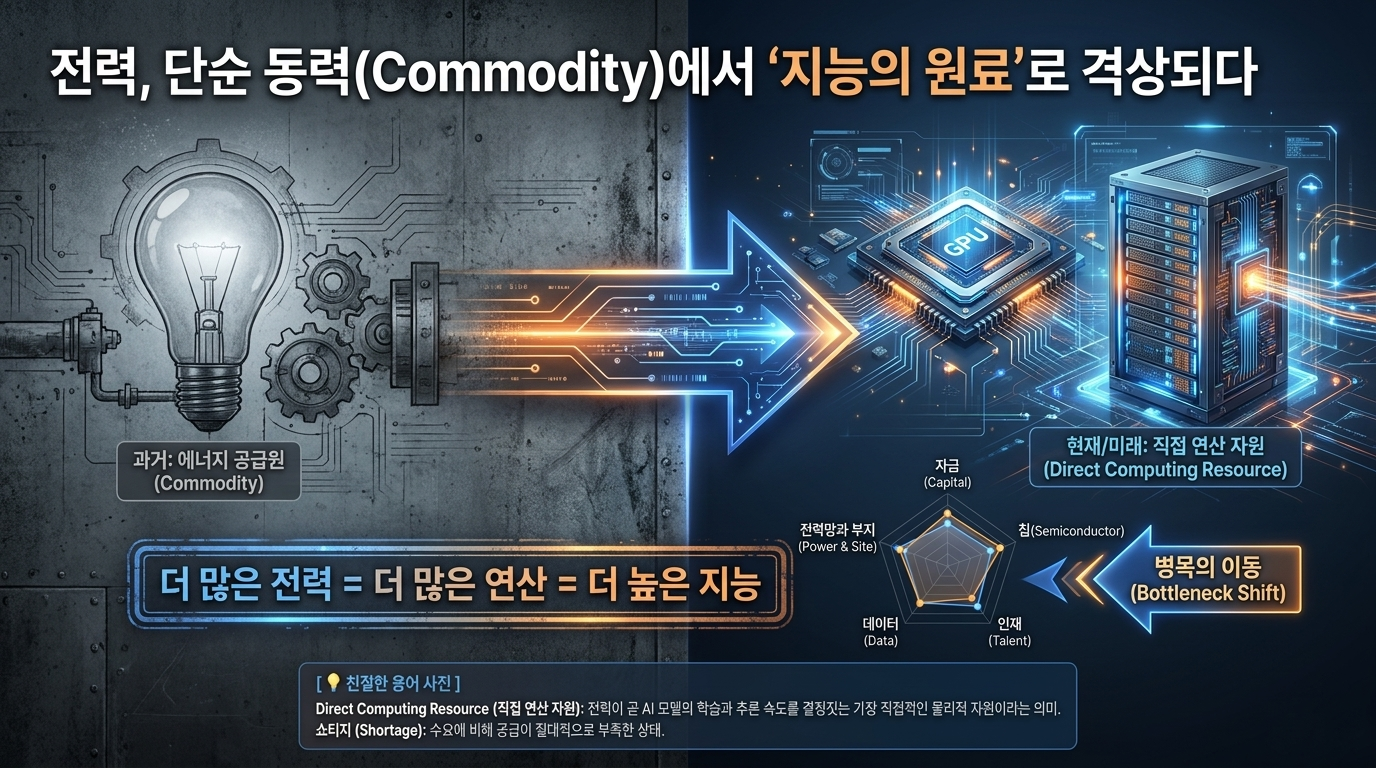 전력, 단순 동력(Commodity)에서 ‘지능의 원료’로 격상되다
GPU
과거: 에너지 공급원
(Commodity)
현재/미래: 직접 연산 자원
(Direct Computing Resource)
자금
(Capital)
전력망과 부지
(Power & Site)
칩(Semiconductor)
데이터
(Data)
인재
(Talent)
병목의 이동
(Bottleneck Shift)
더 많은 전력 = 더 많은 연산 = 더 높은 지능
[ 💡 친절한 용어 사진 ]
Direct Computing Resource (직접 연산 자원): 전력이 곧 AI 모델의 학습과 추론 속도를 결정짓는 가장 직접적인 물리적 자원이라는 의미.
쇼티지 (Shortage): 수요에 비해 공급이 절대적으로 부족한 상태.